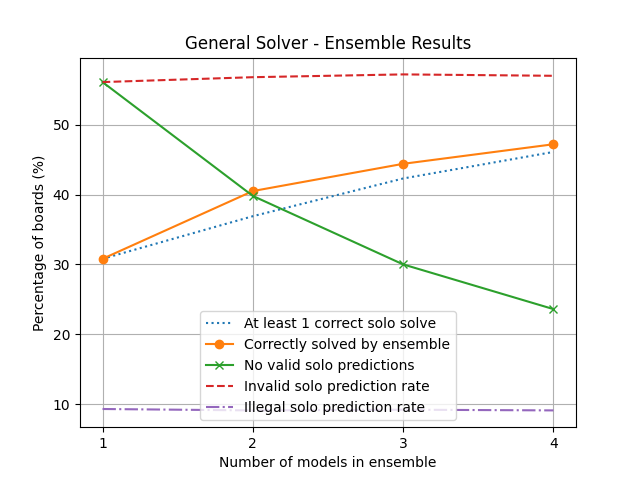 General Solver - Ensemble Results
Percentage of boards (%)
50
40
30
20
10
At least 1 correct solo solve
Correctly solved by ensemble
No valid solo predictions
Invalid solo prediction rate
Illegal solo prediction rate
1 2 3 4
Number of models in ensemble